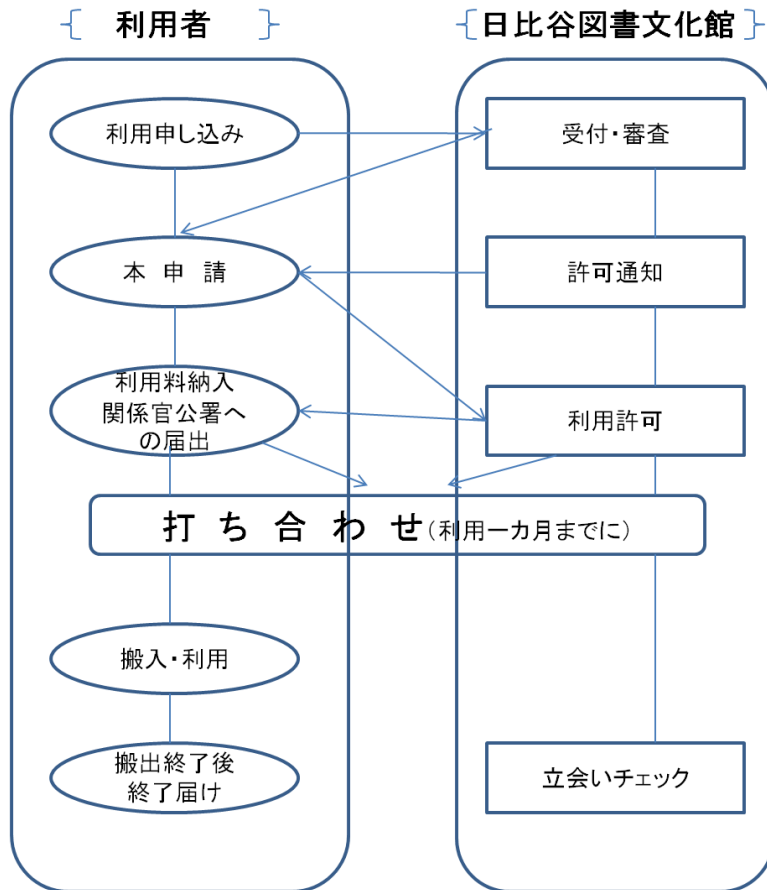 利用者
日比谷図書文化館
利用申し込み
受付・審査
本申請
許可通知
利用料納入
関係官公署へ
の届出
利用許可
打ち合わせ(利用一カ月までに)
搬入・利用
搬出終了後
終了届け
立会いチェック